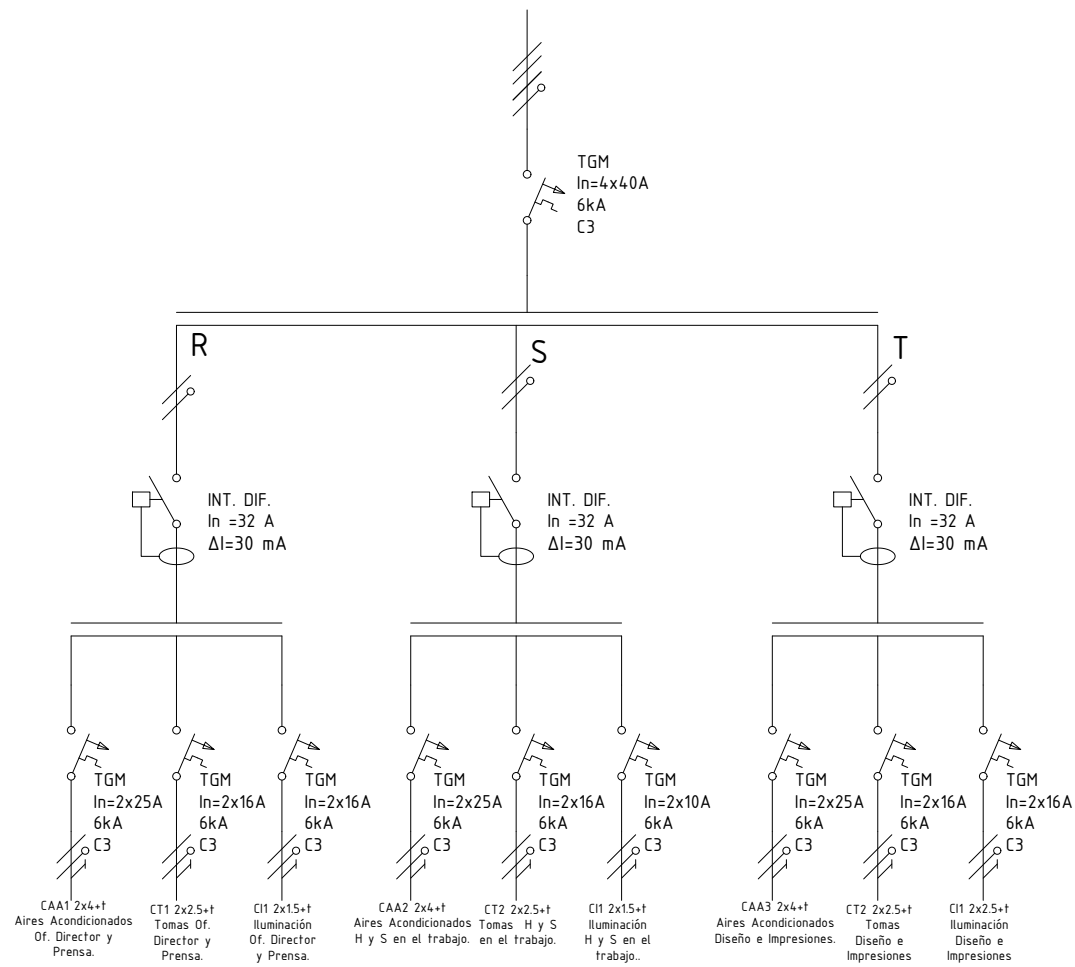 TGM
In=4x40A
6kA
C3
R
S
T
INT. DIF.
In =32 A
ΔI=30 mA
INT. DIF.
In =32 A
ΔI=30 mA
INT. DIF.
In =32 A
ΔI=30 mA
TGM
In=2x25A
6kA
C3
TGM
In=2x16A
6kA
C3
TGM
In=2x16A
6kA
C3
TGM
In=2x25A
6kA
C3
TGM
In=2x16A
6kA
C3
TGM
In=2x10A
6kA
C3
TGM
In=2x25A
6kA
C3
TGM
In=2x16A
6kA
C3
TGM
In=2x16A
6kA
C3
CAA1 2x4+t
Aires Acondicionados
Of. Director y
Prensa.
CT1 2x2.5+t
Tomas Of.
Director y
Prensa.
CI1 2x1.5+t
Iluminación
Of. Director
y Prensa.
CAA2 2x4+t
Aires Acondicionados
H y S en el trabajo.
CT2 2x2.5+t
Tomas H y S
en el trabajo.
CI1 2x1.5+t
Iluminación
H y S en el
trabajo..
CAA3 2x4+t
Aires Acondicionados
Diseño e Impresiones.
CT2 2x2.5+t
Tomas
Diseño e
Impresiones
CI1 2x2.5+t
Iluminación
Diseño e
Impresiones